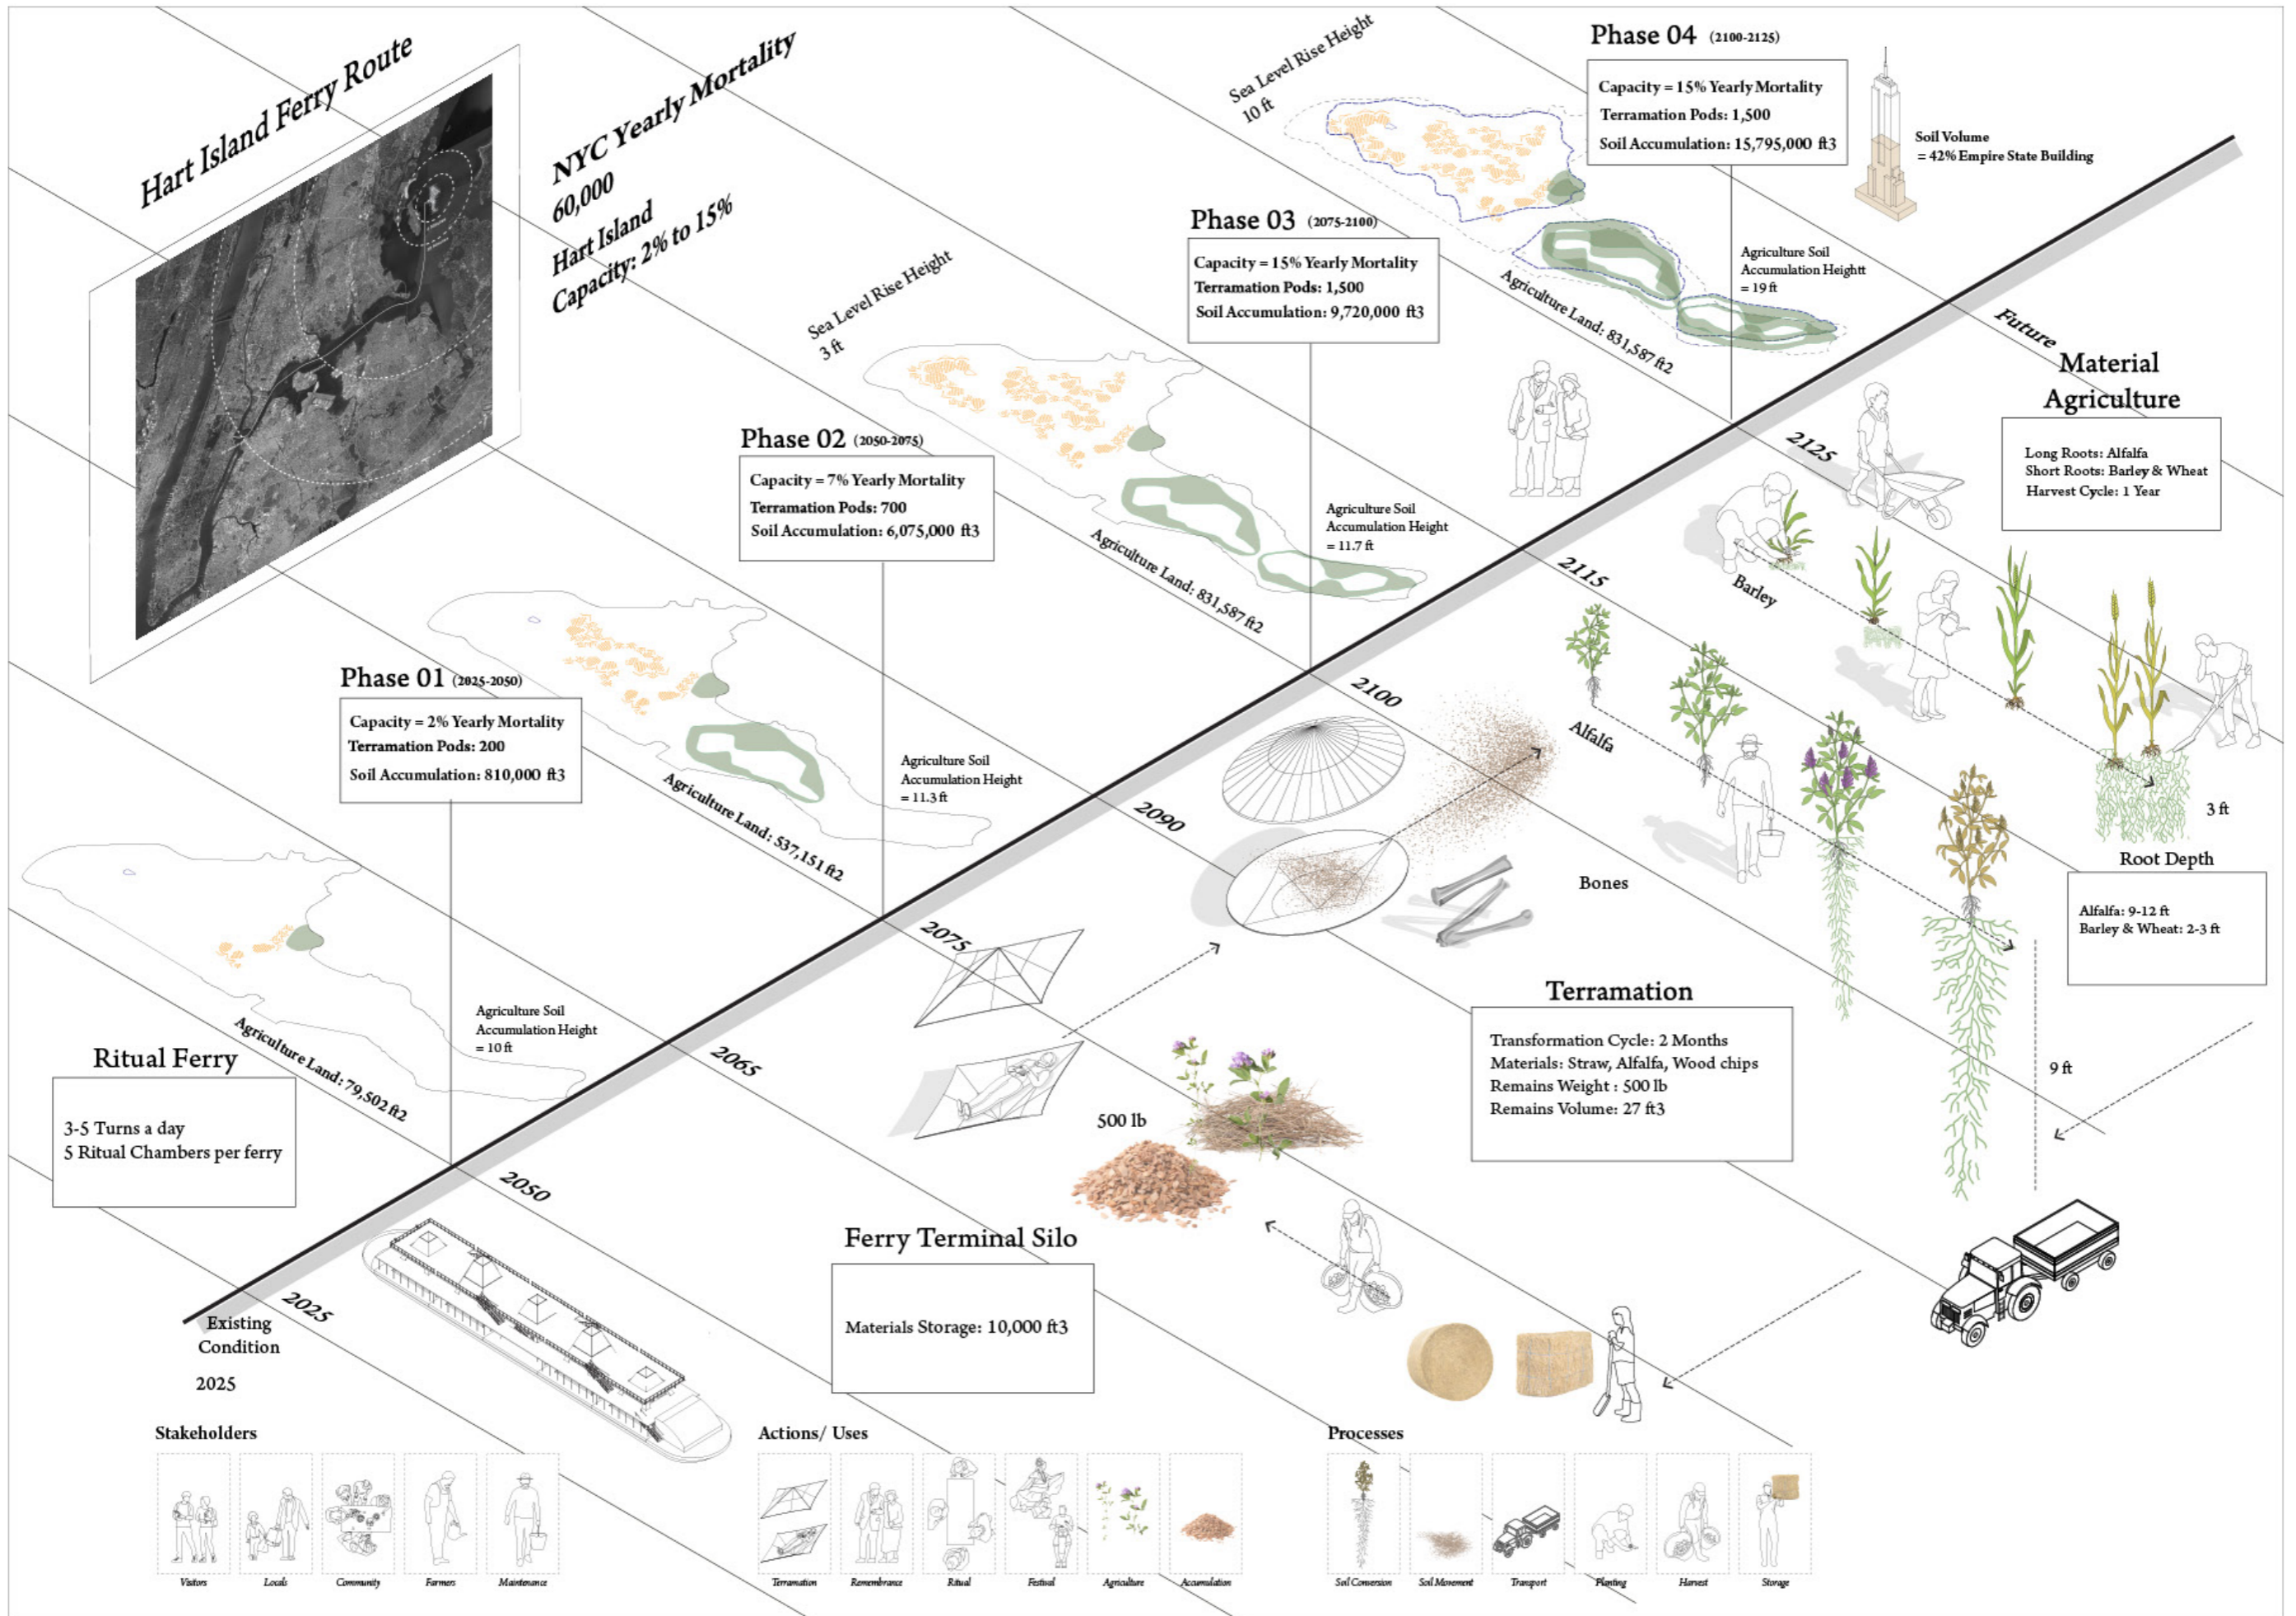 Hart Island Ferry Route
NYC Yearly Mortality
60,000
Hart Island
Capacity: 2% to 15%
Sea Level Rise Height
10 ft
Phase 04 (2100-2125)
Capacity = 15% Yearly Mortality
Terramation Pods: 1,500
Soil Accumulation: 15,795,000 ft3
Soil Volume
= 42% Empire State Building
Agriculture Soil
Accumulation Heightt
= 19 ft
Agriculture Land: 831,587 ft2
Sea Level Rise Height
3 ft
Phase 03 (2075-2100)
Capacity = 15% Yearly Mortality
Terramation Pods: 1,500
Soil Accumulation: 9,720,000 ft3
Agriculture Soil
Accumulation Height
= 11.7 ft
Agriculture Land: 831,587 ft2
Phase 02 (2050-2075)
Capacity = 7% Yearly Mortality
Terramation Pods: 700
Soil Accumulation: 6,075,000 ft3
Agriculture Soil
Accumulation Height
= 11.3 ft
Agriculture Land: 537,151 ft2
Phase 01 (2025-2050)
Capacity = 2% Yearly Mortality
Terramation Pods: 200
Soil Accumulation: 810,000 ft3
Agriculture Soil
Accumulation Height
= 10 ft
Agriculture Land: 79,502 ft2
Future
2125
2115
2100
2090
2075
2065
2050
2025
Existing
Condition
2025
Material
Agriculture
Long Roots: Alfalfa
Short Roots: Barley & Wheat
Harvest Cycle: 1 Year
Barley
Alfalfa
3 ft
Root Depth
Alfalfa: 9-12 ft
Barley & Wheat: 2-3 ft
9 ft
Bones
Terramation
Transformation Cycle: 2 Months
Materials: Straw, Alfalfa, Wood chips
Remains Weight : 500 lb
Remains Volume: 27 ft3
500 lb
Ritual Ferry
3-5 Turns a day
5 Ritual Chambers per ferry
Ferry Terminal Silo
Materials Storage: 10,000 ft3
Stakeholders
Visitors
Locals
Community
Farmers
Maintenance
Actions/ Uses
Terramation
Remembrance
Ritual
Festival
Agriculture
Accumulation
Processes
Soil Conversion
Soil Movement
Transport
Planting
Harvest
Storage